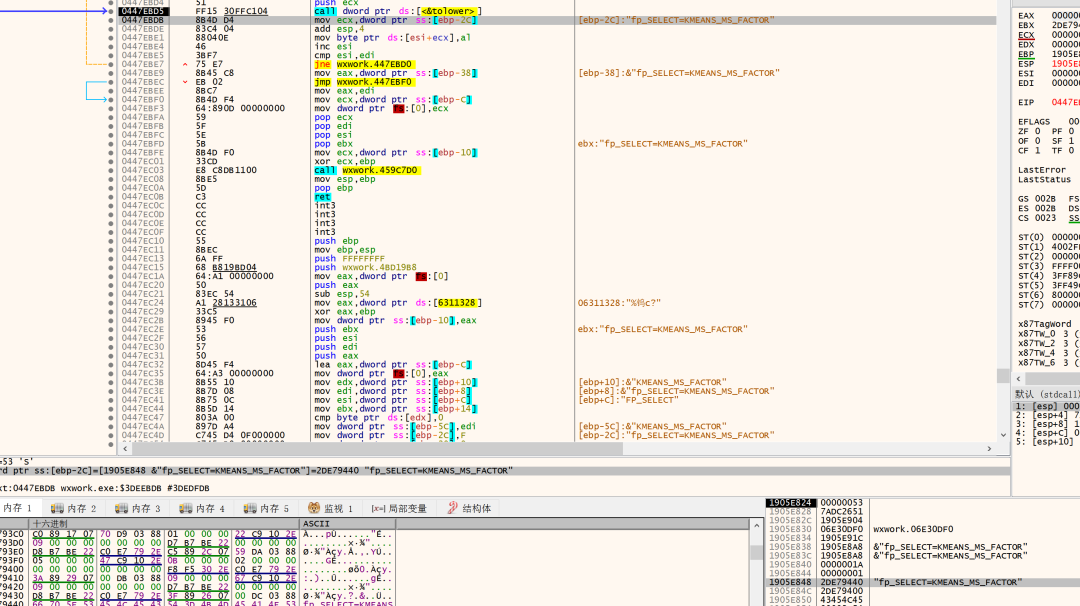 0447EBD4 51 push ecx
0447EBD5 FF15 30FFC104 call dword ptr ds:[<&tolower>]
0447EBDB 8B4D D4 mov ecx,dword ptr ss:[ebp-2C] [ebp-2C]:"fp_SELECT=KMEANS_MS_FACTOR"
0447EBDE 83C4 04 add esp,4
0447EBE1 88040E mov byte ptr ds:[esi+ecx],al
0447EBE4 46 inc esi
0447EBE5 3BF7 cmp esi,edi
0447EBE7 75 E7 jne wxwork.447EBD0
0447EBE9 8B45 C8 mov eax,dword ptr ss:[ebp-38] [ebp-38]:&"fp_SELECT=KMEANS_MS_FACTOR"
0447EBEC EB 02 jmp wxwork.447EBF0
0447EBEE 8BC7 mov eax,edi
0447EBF0 8B4D F4 mov ecx,dword ptr ss:[ebp-C]
0447EBF3 64:890D 00000000 mov dword ptr fs:[0],ecx
0447EBFA 59 pop ecx
0447EBFB 5F pop edi
0447EBFC 5E pop esi
0447EBFD 5B pop ebx ebx:"fp_SELECT=KMEANS_MS_FACTOR"
0447EBFE 8B4D F0 mov ecx,dword ptr ss:[ebp-10]
0447EC01 33CD xor ecx,ebp
0447EC03 E8 C8DB1100 call wxwork.459C7D0
0447EC08 8BE5 mov esp,ebp
0447EC0A 5D pop ebp
0447EC0B C3 ret
0447EC0C CC int3
0447EC0D CC int3
0447EC0E CC int3
0447EC0F CC int3
0447EC10 55 push ebp
0447EC11 8BEC mov ebp,esp
0447EC13 6A FF push FFFFFFFF
0447EC15 68 B819BD04 push wxwork.4BD19B8
0447EC1A 64:A1 00000000 mov eax,dword ptr fs:[0]
0447EC20 50 push eax
0447EC21 83EC 54 sub esp,54
0447EC24 A1 28133106 mov eax,dword ptr ds:[6311328]
0447EC29 33C5 xor eax,ebp
0447EC2B 8945 F0 mov dword ptr ss:[ebp-10],eax
0447EC2E 53 push ebx ebx:"fp_SELECT=KMEANS_MS_FACTOR"
0447EC2F 56 push esi
0447EC30 57 push edi
0447EC31 50 push eax
0447EC32 8D45 F4 lea eax,dword ptr ss:[ebp-C]
0447EC35 64:A3 00000000 mov dword ptr fs:[0],eax
0447EC3B 8B55 10 mov edx,dword ptr ss:[ebp+10] [ebp+10]:&"KMEANS_MS_FACTOR"
0447EC3E 8B7D 08 mov edi,dword ptr ss:[ebp+8] [ebp+8]:&"fp_SELECT=KMEANS_MS_FACTOR"
0447EC41 8B75 0C mov esi,dword ptr ss:[ebp+C] [ebp+C]:"FP_SELECT"
0447EC44 8B5D 14 mov ebx,dword ptr ss:[ebp+14]
0447EC47 803A 00 cmp byte ptr ds:[edx],0
0447EC4A 897D A4 mov dword ptr ss:[ebp-5C],edi [ebp-5C]:&"fp_SELECT=KMEANS_MS_FACTOR"
0447EC4D C745 D4 0F000000 mov dword ptr ss:[ebp-2C],F [ebp-2C]:"fp_SELECT=KMEANS_MS_FACTOR"
EAX 000000
EBX 2DE794
ECX 000000
EDX 000000
EBP 1905E8
ESP 1905E8
ESI 000000
EDI 000000
EIP 0447EB
EFLAGS 00
ZF 0 PF 0
OF 0 SF 1
CF 1 TF 0
LastError
LastStatus
GS 002B FS
ES 002B DS
CS 0023 SS
ST(0) 000000
ST(1) 4002F
ST(2) 000000
ST(3) FFFF0
ST(4) 3FF89
ST(5) 3FF49
ST(6) 80000
ST(7) 00000
x87TagWord
x87TW_0 3 (
x87TW_2 3 (
x87TW_4 3 (
x87TW_6 3 (
默认 (stdcall)
1: [esp] 000
2: [esp+4] 7
3: [esp+8] 1
4: [esp+C] 0
5: [esp+10]
=53 'S'
rd ptr ss:[ebp-2C]=[1905E848 &"fp_SELECT=KMEANS_MS_FACTOR"]=2DE79440 "fp_SELECT=KMEANS_MS_FACTOR"
xt:0447EBDB wxwork.exe:$3DEEBDB #3DEDFDB
内存 1 内存 2 内存 3 内存 4 内存 5 监视 1 [x=] 局部变量 结构体
十六进制 ASCII
793C0 C0 89 17 07 70 D9 03 88 01 00 00 00 22 C9 10 2E
793D0 09 00 00 00 00 00 00 00 D7 B7 BE 22 00 00 00 00
793E0 D8 B7 BE 22 C0 E7 79 2E C5 89 2C 07 59 DA 03 88
793F0 05 00 00 00 47 C9 10 2E 0B 00 00 00 02 00 00 00
79400 00 00 00 00 00 00 00 00 F8 F5 30 2E C0 E7 79 2E
79410 3A 89 29 07 00 DB 03 88 09 00 00 00 67 C9 10 2E
79420 09 00 00 00 00 00 00 00 D7 B7 BE 22 00 00 00 00
79430 D8 B7 BE 22 C0 E7 79 2E 3F 89 26 07 00 DC 03 88
79440 66 70 5F 53 45 4C 45 43 54 3D 4B 4D 45 41 4E 53 fp_SELECT=KMEANS
1905E824 00000053
1905E828 7ADC2651
1905E82C 1905E904
1905E830 06E30DF0 wxwork.06E30DF0
1905E834 1905E91C
1905E838 1905E8A8 &"fp_SELECT=KMEANS_MS_FACTOR"
1905E83C 1905E8A8 &"fp_SELECT=KMEANS_MS_FACTOR"
1905E840 0000001A
1905E844 00000001
1905E848 2DE79440 "fp_SELECT=KMEANS_MS_FACTOR"
1905E84C 2DE79400
1905E850 43454C45